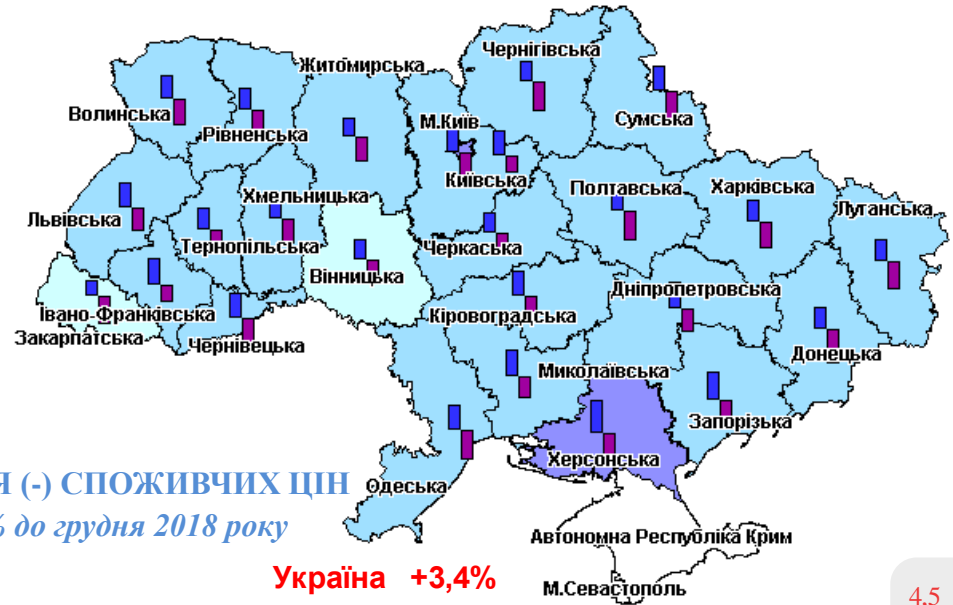 Чернігівська
Житомирська
Волинська
Рівненська
М.Київ
Сумська
Київська
Полтавська
Харківська
Хмельницька
Луганська
Львівська
Тернопільська
Черкаська
Вінницька
Дніпропетровська
Івано-Франківська
Кіровоградська
Закарпатська
Чернівецька
Донецька
Миколаївська
Запорізька
Херсонська
Одеська
Я (-) СПОЖИВЧИХ ЦІН
% до грудня 2018 року
Автономна Республіка Крим
Україна +3,4%
М.Севастополь
4,5